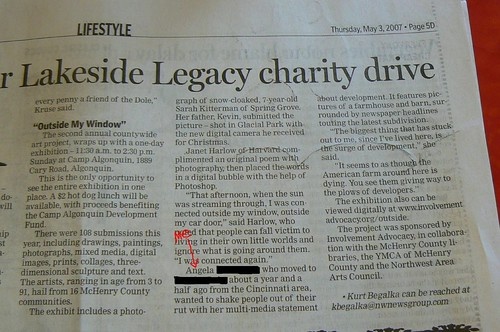 LIFESTYLE
Thursday, May 3, 2007 • Page 5D
r Lakeside Legacy charity drive
every penny a friend of the Dole,"
Kruse said.
"Outside My Window"
The second annual countywide
art project, wraps up with a one-day
exhibition – 11:30 a.m. to 2:30 p.m.
Sunday at Camp Algonquin, 1889
Cary Road, Algonquin.
This is the only opportunity to
see the entire exhibition in one
place. A $2 hot dog lunch will be
available, with proceeds benefiting
the Camp Algonquin Development
Fund.
There were 108 submissions this
year, including drawings, paintings,
photographs, mixed media, digital
images, prints, collages, three-
dimensional sculpture and text.
The artists, ranging in age from 3 to
91, hail from 16 McHenry County
communities.
The exhibit includes a photo-
graph of snow-cloaked, 7-year-old
Sarah Kitterman of Spring Grove.
Her father, Kevin, submitted the
picture – shot in Glacial Park with
the new digital camera he received
for Christmas.
Janet Harlow of Harvard com-
plimented an original poem with
photography, then placed the words
in a digital bubble with the help of
Photoshop.
"That afternoon, when the sun
was streaming through, I was con-
nected outside my window, outside
my car door," said Harlow, who
that people can fall victim to
living in their own little worlds and
ignore what is going around them.
"I was connected again."
Angela who moved to
about a year and a
half ago from the Cincinnati area,
wanted to shake people out of their
rut with her multi-media statement
about development. It features pic-
tures of a farmhouse and barn, sur-
rounded by newspaper headlines
touting the latest subdivision.
"The biggest thing that has stuck
out to me, since I've lived here, is
the surge of development," she
said.
"It seems to as though the
American farm around here is
dying. You see them giving way to
the plows of developers."
The exhibition also can be
viewed digitally at www.involvement
advocacy.org/outside.
The project was sponsored by
Involvement Advocacy, in collabora-
tion with the McHenry County li-
braries, the YMCA of McHenry
County and the Northwest Area
Arts Council.
• Kurt Begalka can be reached at
kbegalka@nwnewsgroup.com